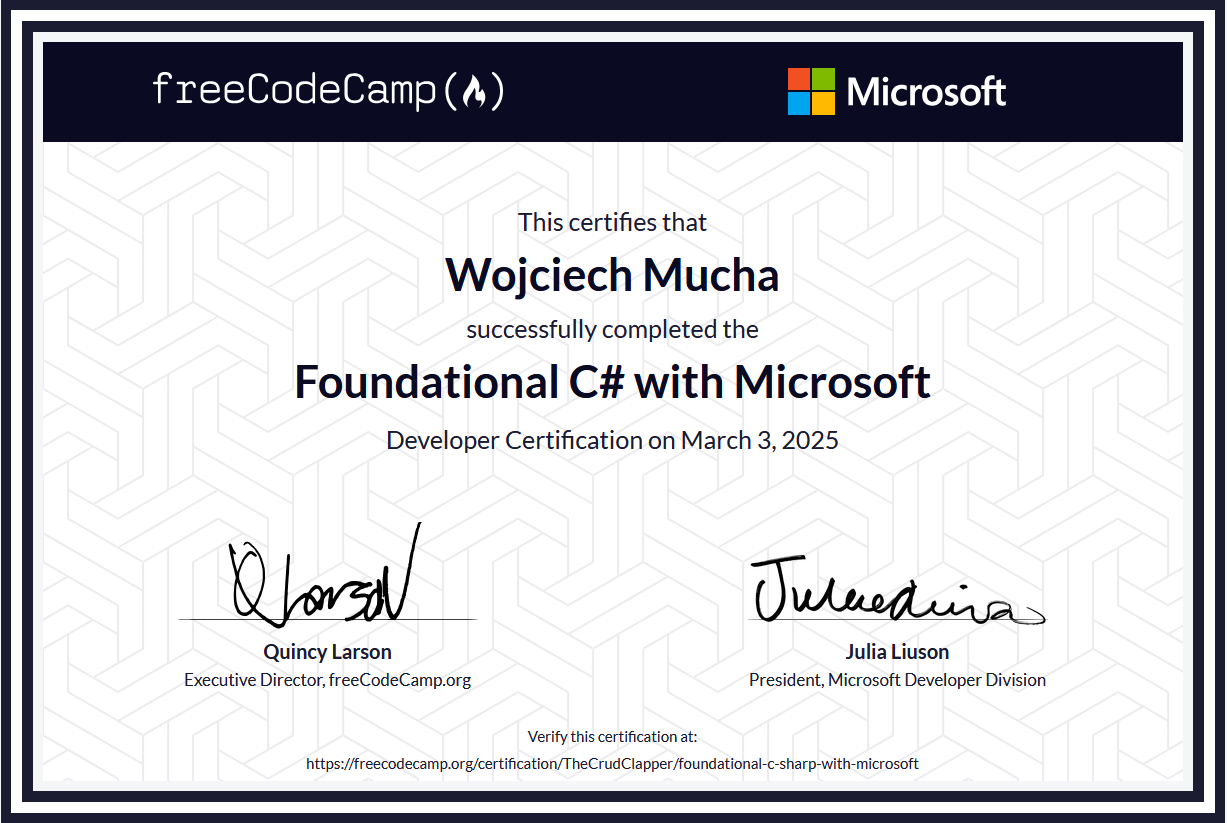 freeCodeCamp(🔥)
Microsoft
This certifies that
Wojciech Mucha
successfully completed the
Foundational C# with Microsoft
Developer Certification on March 3, 2025
Quincy Larson
Executive Director, freeCodeCamp.org
Julia Liuson
President, Microsoft Developer Division
Verify this certification at:
https://freecodecamp.org/certification/TheCrudClapper/foundational-c-sharp-with-microsoft